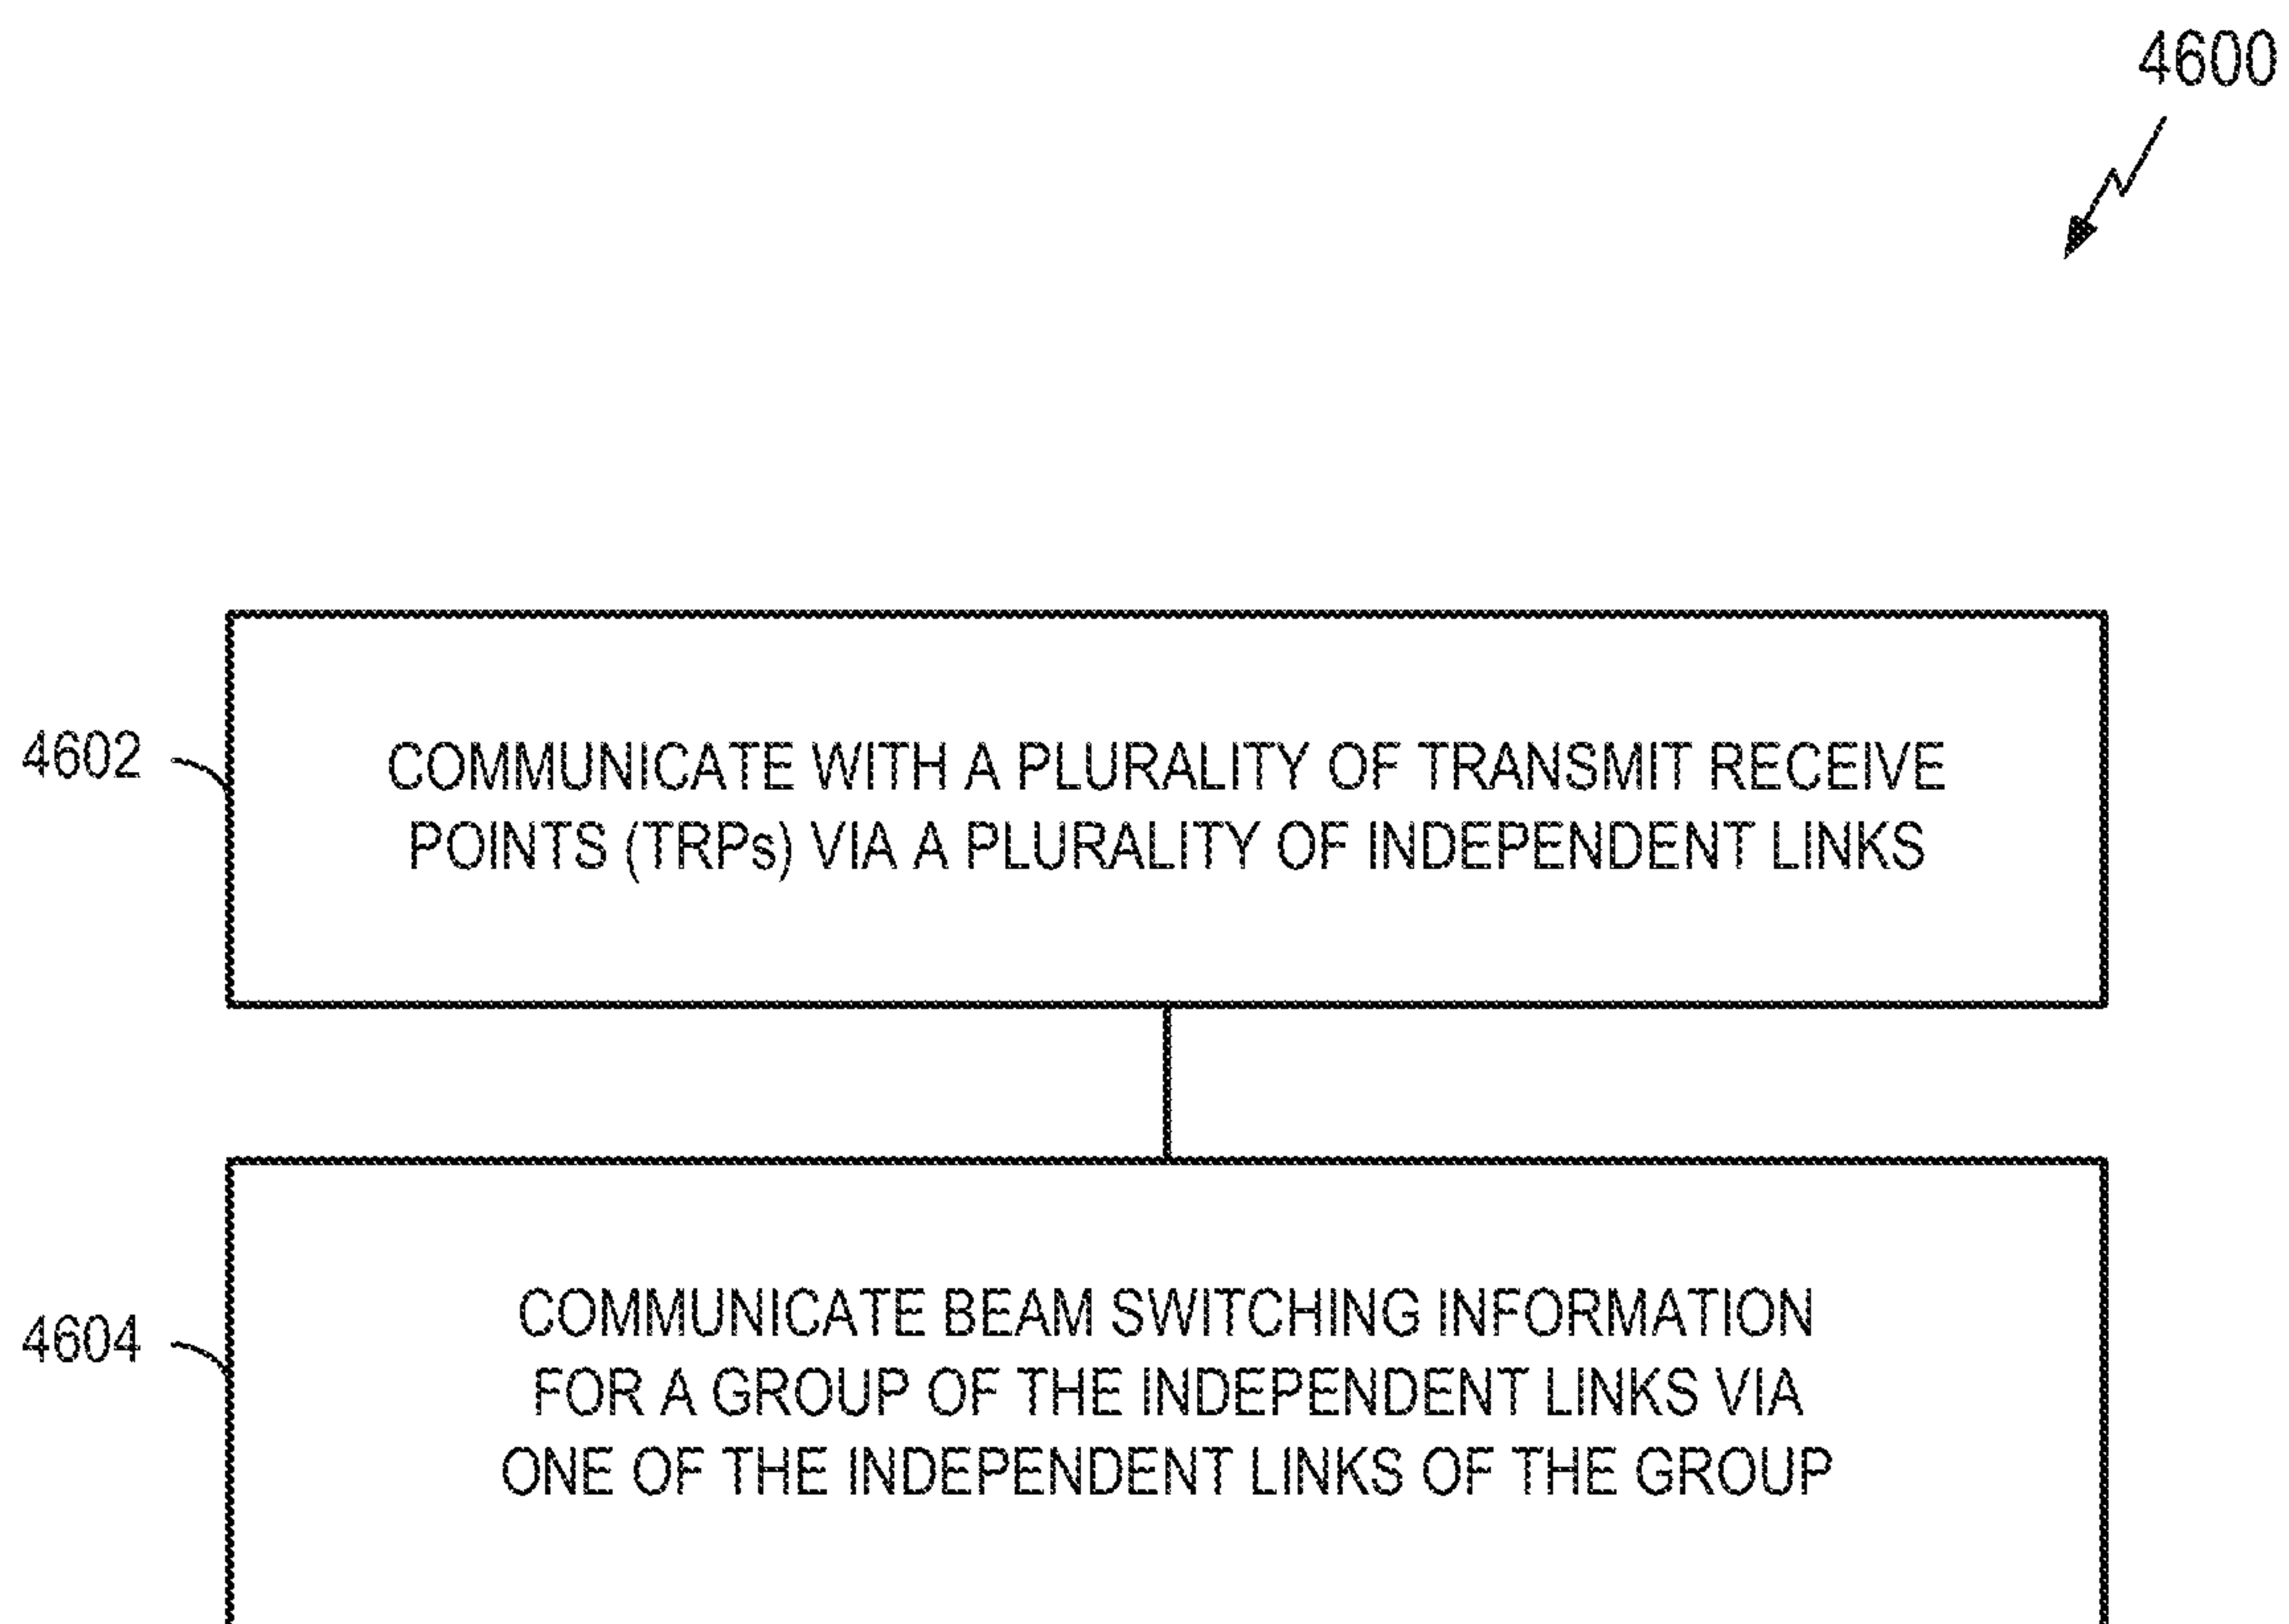 4600
4602
COMMUNICATE WITH A PLURALITY OF TRANSMIT RECEIVE
POINTS (TRPs) VIA A PLURALITY OF INDEPENDENT LINKS
4604
COMMUNICATE BEAM SWITCHING INFORMATION
FOR A GROUP OF THE INDEPENDENT LINKS VIA
ONE OF THE INDEPENDENT LINKS OF THE GROUP